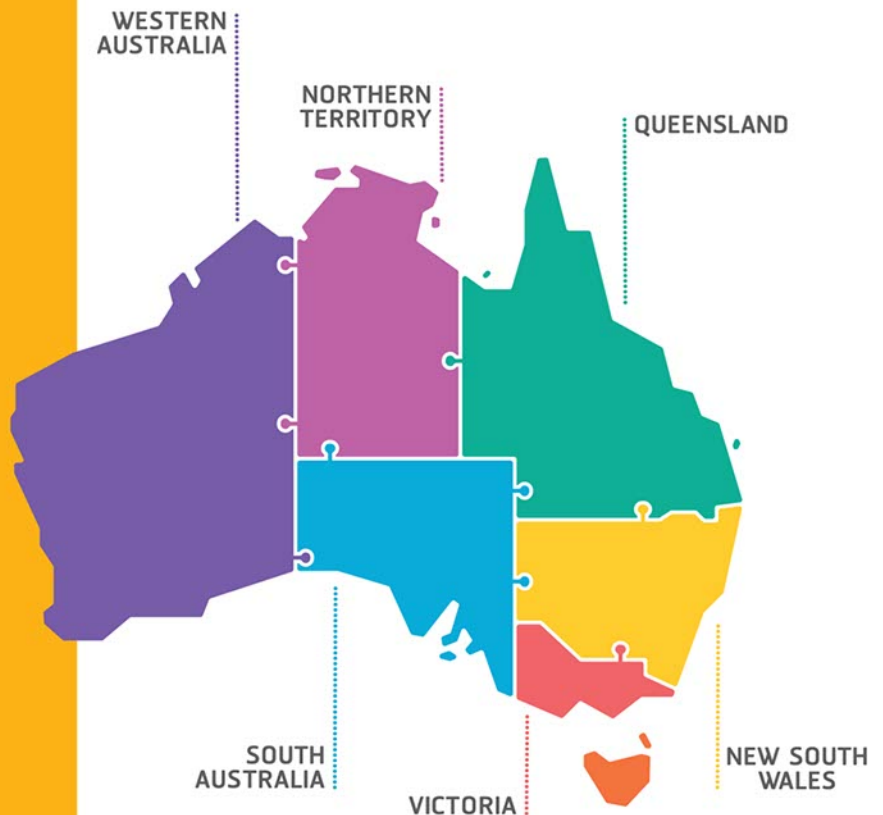 WESTERN
AUSTRALIA
NORTHERN
TERRITORY
QUEENSLAND
SOUTH
AUSTRALIA
NEW SOUTH
WALES
VICTORIA